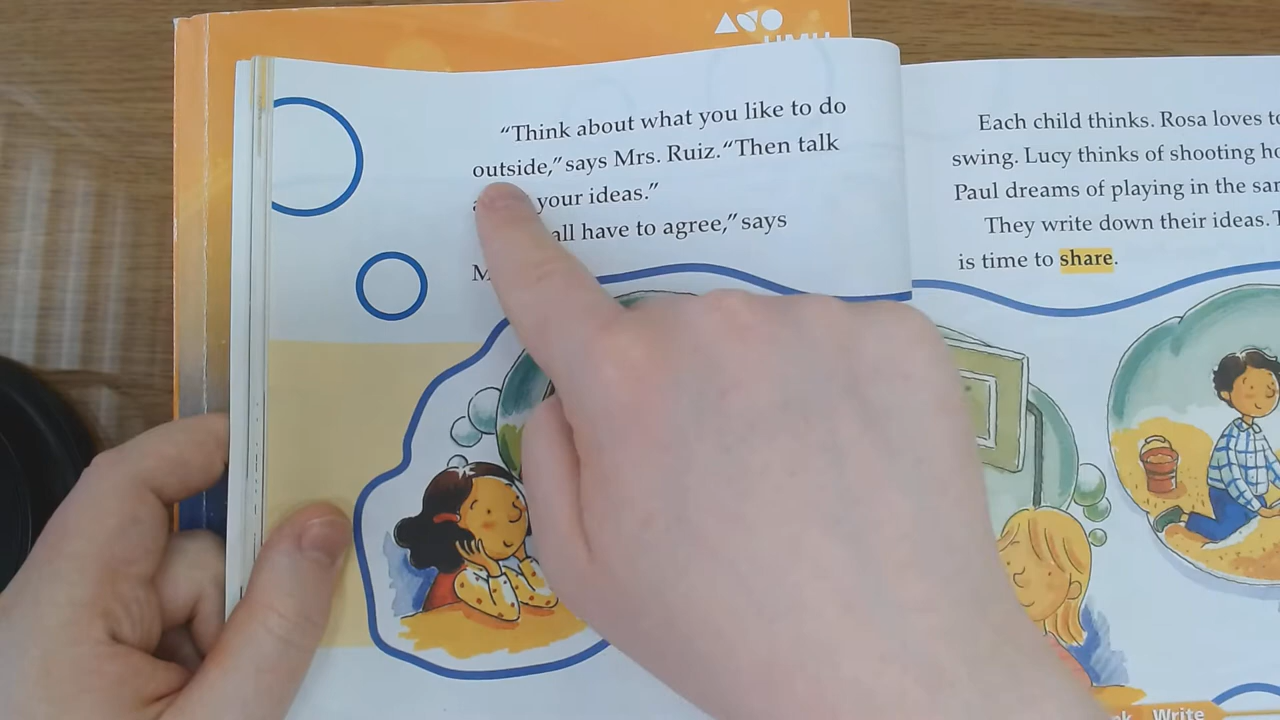 HMH
“Think about what you like to do
outside,” says Mrs. Ruiz. “Then talk
your ideas.”
all have to agree,” says
Each child thinks. Rosa loves to
swing. Lucy thinks of shooting
Paul dreams of playing in the
They write down their ideas.
is time to share.
Write